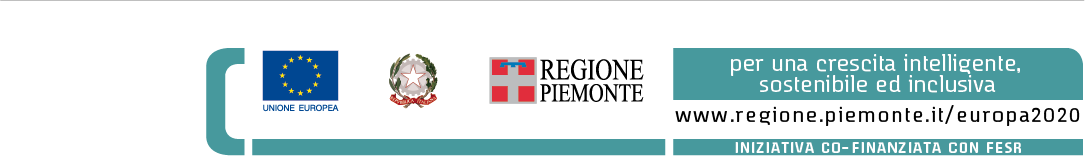 UNIONE EUROPEA
REGIONE
PIEMONTE
per una crescita intelligente,
sostenibile ed inclusiva
www.regione.piemonte.it/europa2020
INIZIATIVA CO-FINANZIATA CON FESR